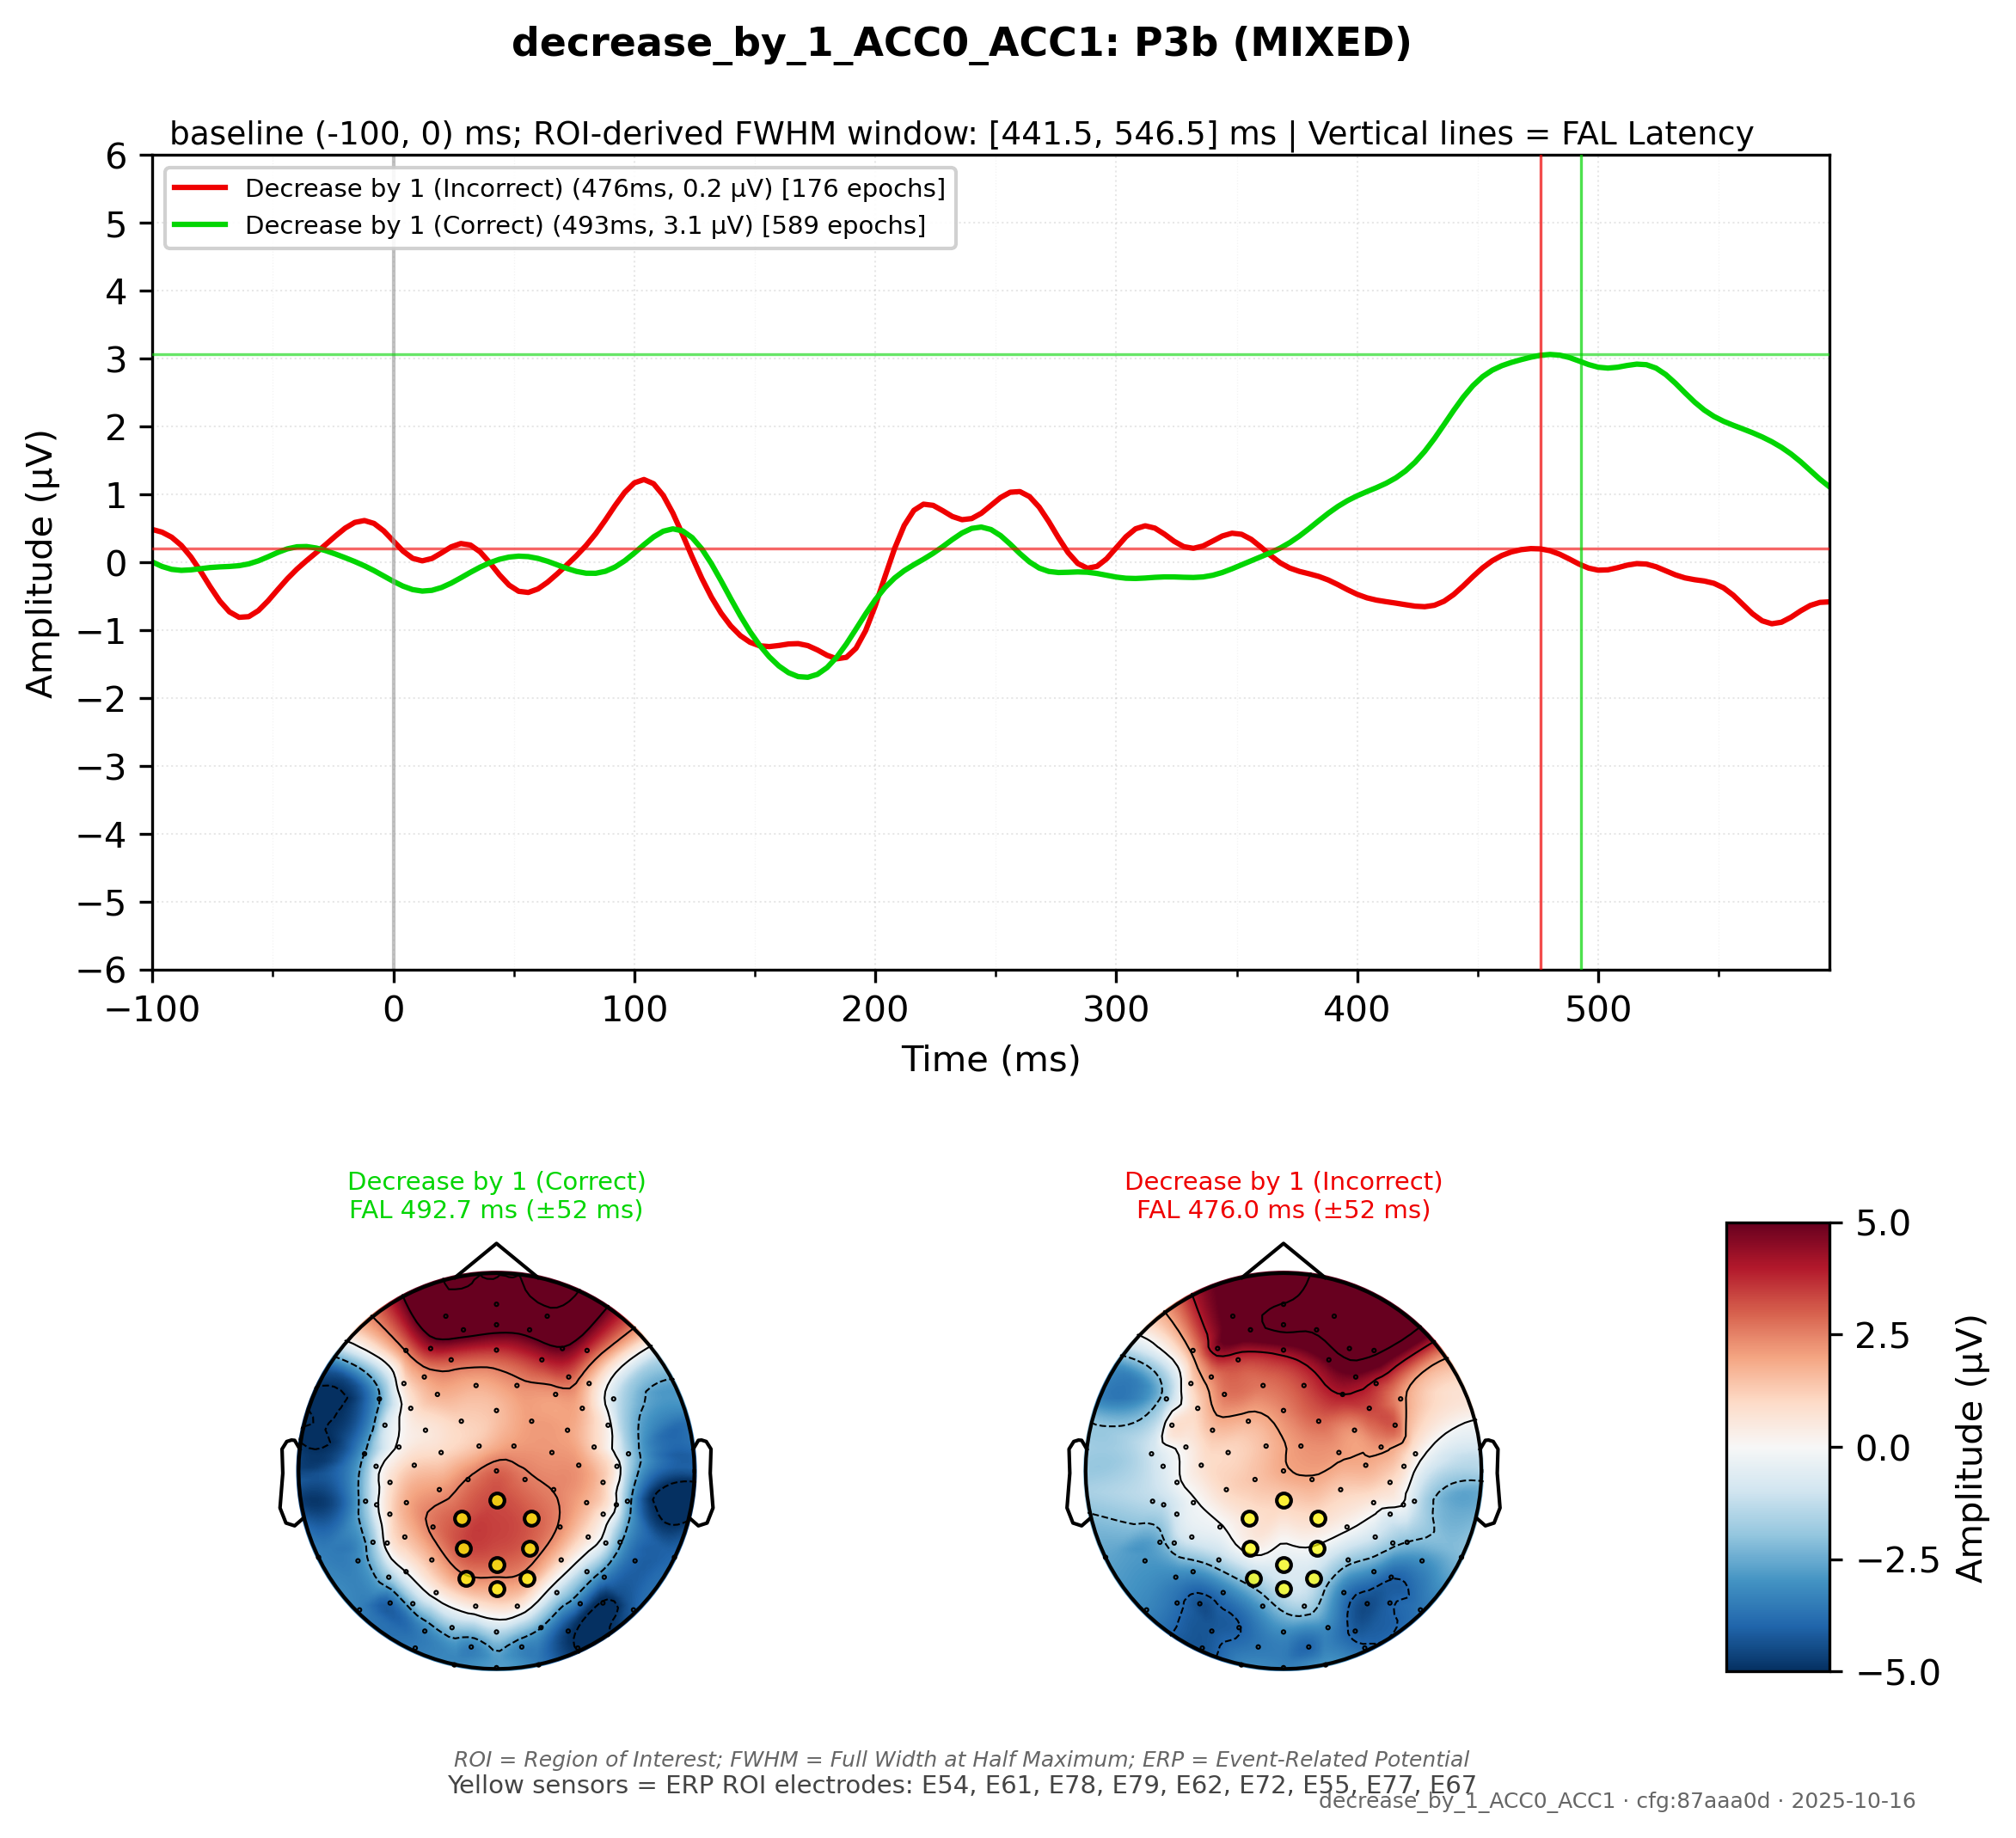 decrease_by_1_ACC0_ACC1: P3b (MIXED)
baseline (-100, 0) ms; ROI-derived FWHM window: [441.5, 546.5] ms | Vertical lines = FAL Latency
Decrease by 1 (Incorrect) (476ms, 0.2 µV) [176 epochs]
Decrease by 1 (Correct) (493ms, 3.1 µV) [589 epochs]
6
5
4
3
2
1
0
−1
−2
−3
−4
−5
−6
Amplitude (µV)
−100 0 100 200 300 400 500
Time (ms)
Decrease by 1 (Correct)
FAL 492.7 ms (±52 ms)
Decrease by 1 (Incorrect)
FAL 476.0 ms (±52 ms)
5.0
2.5
0.0
−2.5
−5.0
Amplitude (µV)
ROI = Region of Interest; FWHM = Full Width at Half Maximum; ERP = Event-Related Potential
Yellow sensors = ERP ROI electrodes: E54, E61, E78, E79, E62, E72, E55, E77, E67
decrease_by_1_ACC0_ACC1 · cfg:87aaa0d · 2025-10-16